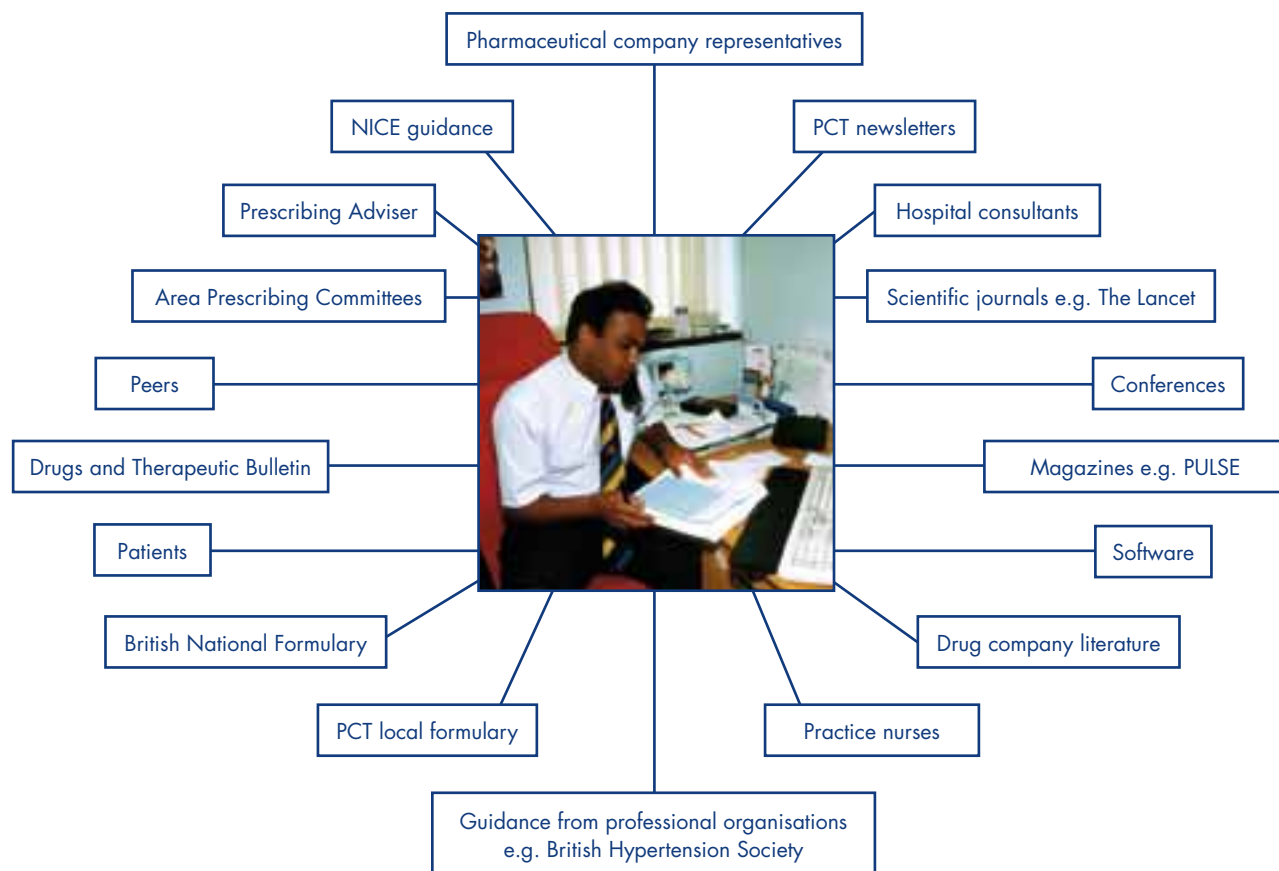 Pharmaceutical company representatives
NICE guidance
PCT newsletters
Prescribing Adviser
Hospital consultants
Area Prescribing Committees
Scientific journals e.g. The Lancet
Peers
Conferences
Drugs and Therapeutic Bulletin
Magazines e.g. PULSE
Patients
Software
British National Formulary
Drug company literature
PCT local formulary
Practice nurses
Guidance from professional organisations
e.g. British Hypertension Society